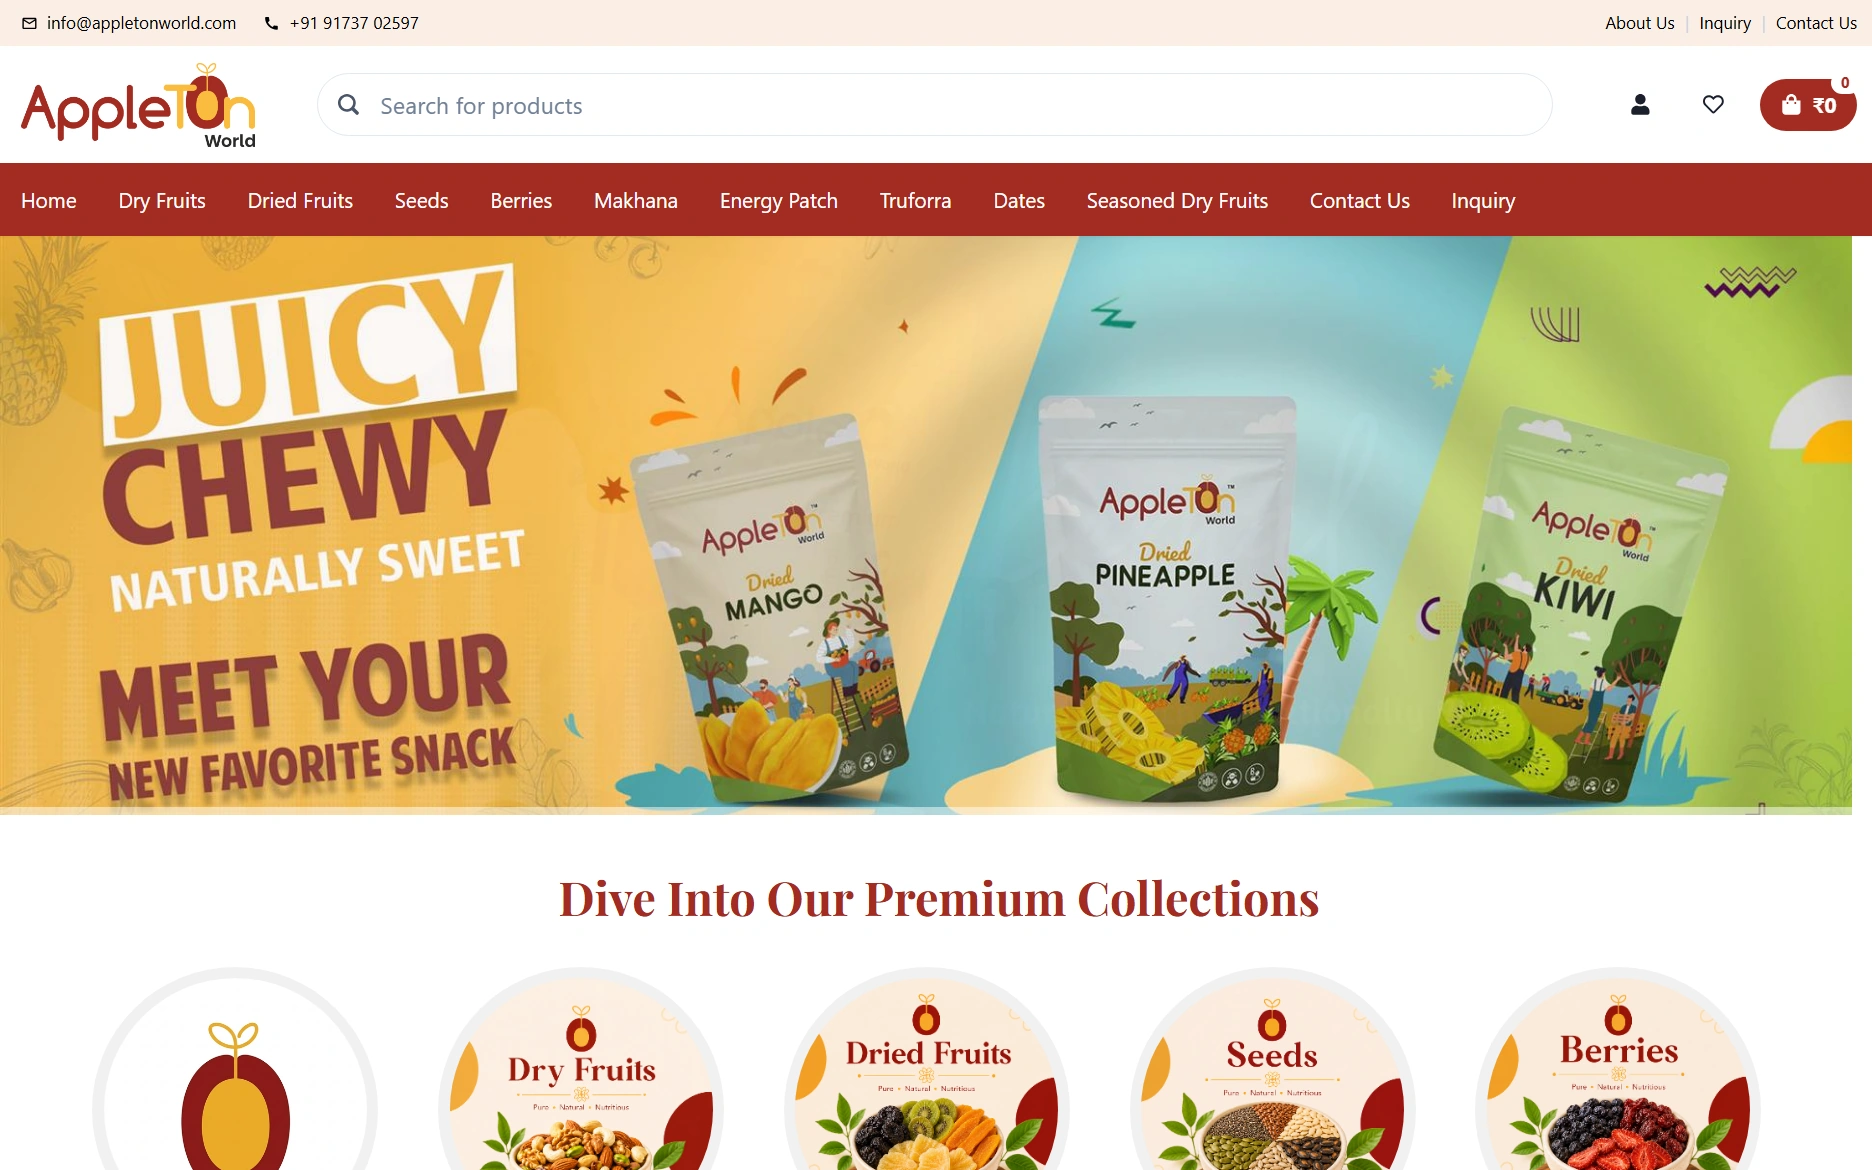 info@appletonworld.com
+91 91737 02597
About Us
Inquiry
Contact Us
AppleTon
World
Search for products
0
₹0
Home
Dry Fruits
Dried Fruits
Seeds
Berries
Makhana
Energy Patch
Truforra
Dates
Seasoned Dry Fruits
Contact Us
Inquiry
JUICY
CHEWY
NATURALLY SWEET
MEET YOUR
NEW FAVORITE SNACK
AppleTon™
World
Dried
MANGO
AppleTon™
World
Dried
PINEAPPLE
AppleTon™
World
Dried
KIWI
Dive Into Our Premium Collections
Dry Fruits
Pure • Natural • Nutritious
Dried Fruits
Pure • Natural • Nutritious
Seeds
Pure • Natural • Nutritious
Berries
Pure • Natural • Nutritious